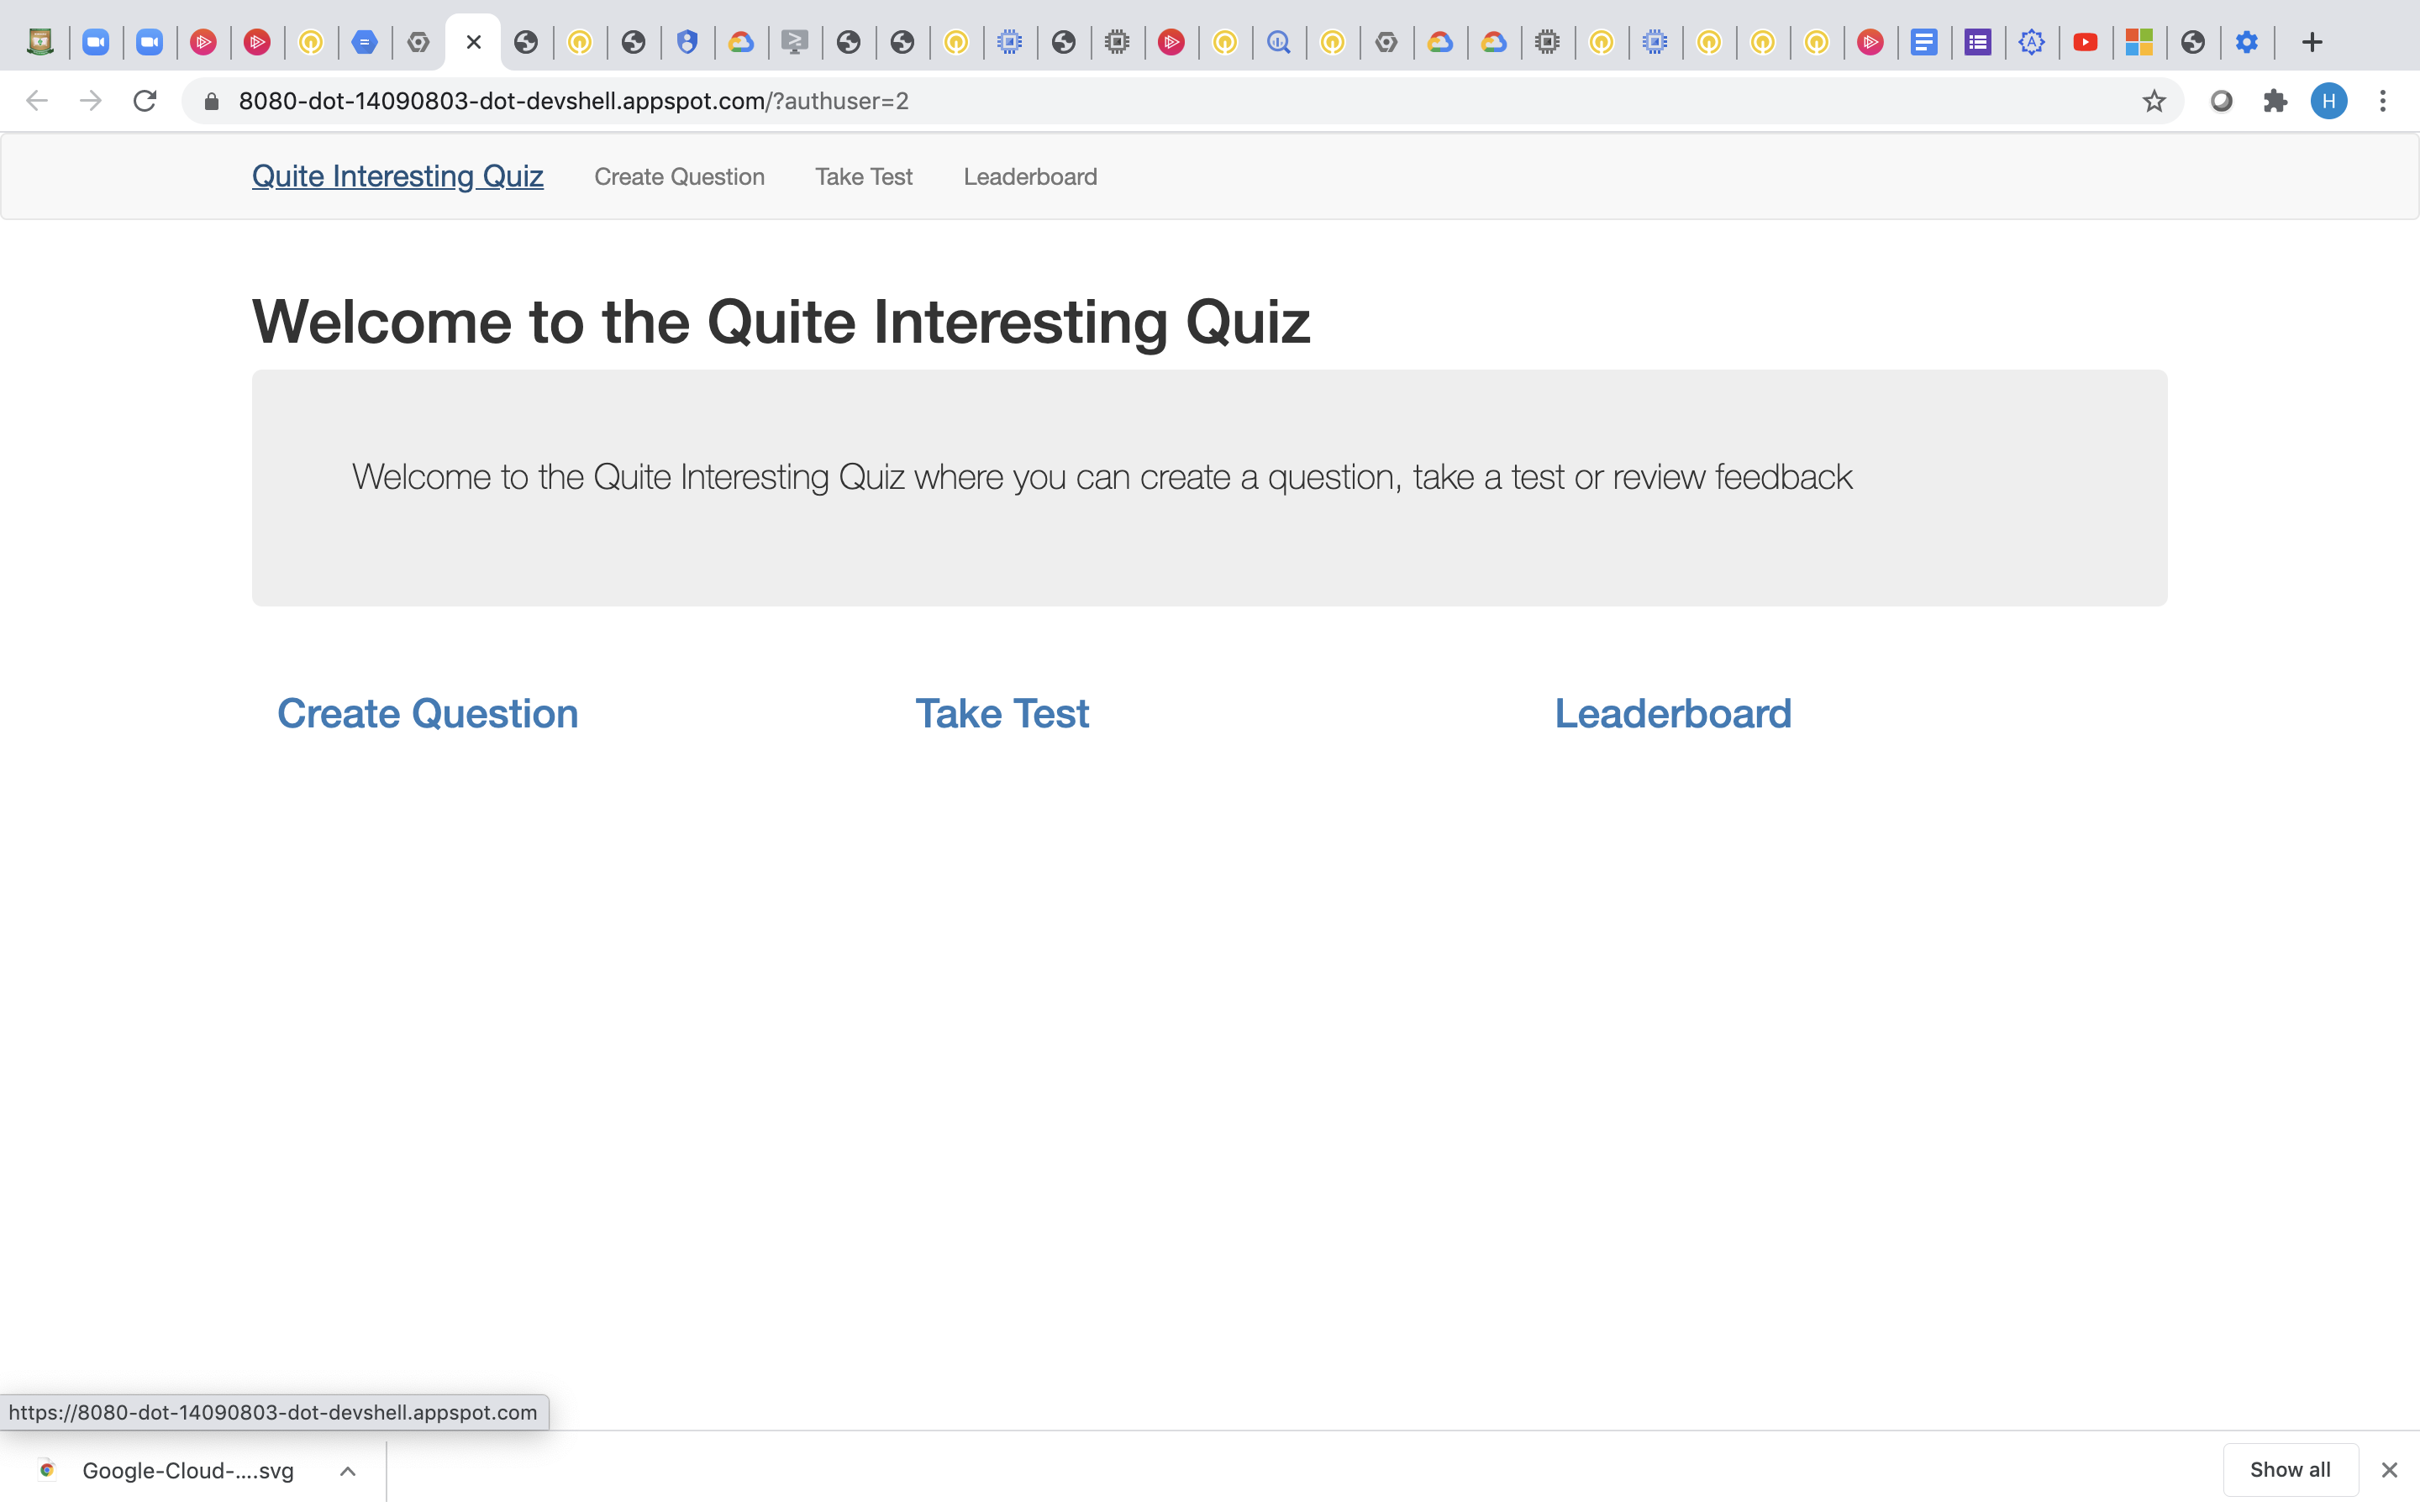 8080-dot-14090803-dot-devshell.appspot.com/?authuser=2
H
Quite Interesting Quiz Create Question Take Test Leaderboard
Welcome to the Quite Interesting Quiz
Welcome to the Quite Interesting Quiz where you can create a question, take a test or review feedback
Create Question Take Test Leaderboard
https://8080-dot-14090803-dot-devshell.appspot.com
Google-Cloud-....svg Show all